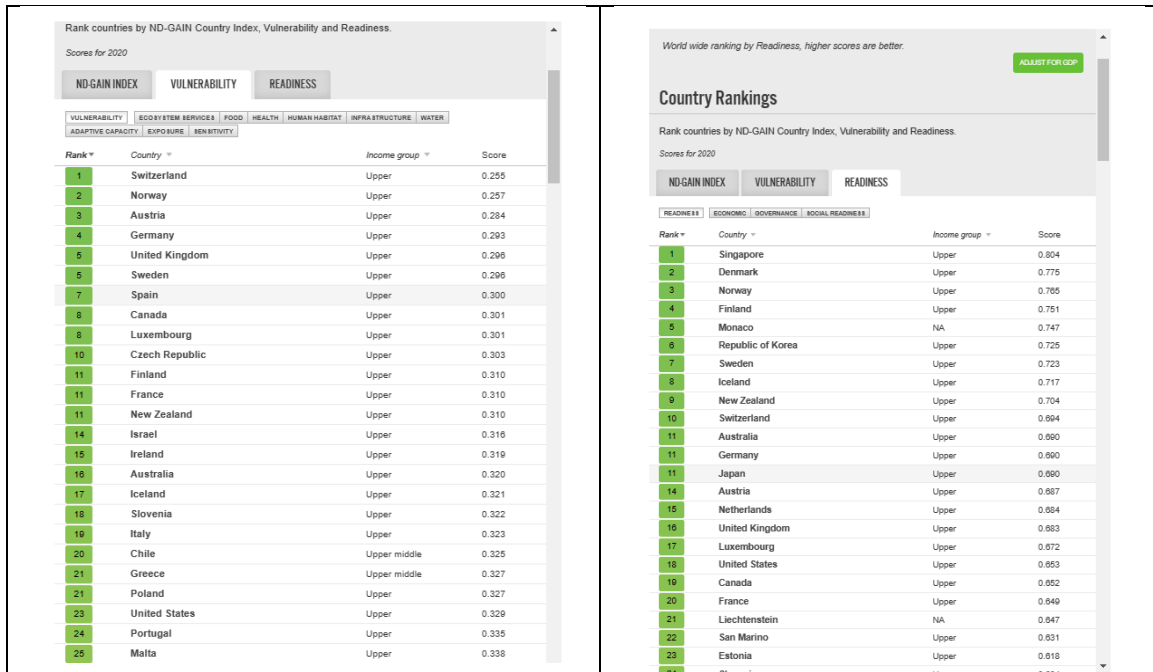 Rank countries by ND-GAIN Country Index, Vulnerability and Readiness.
Scores for 2020
ND-GAIN INDEX VULNERABILITY READINESS
VULNERABILITY ECOSYSTEM SERVICES FOOD HEALTH HUMAN HABITAT INFRASTRUCTURE WATER
ADAPTIVE CAPACITY EXPOSURE SENSITIVITY
Rank Country Income group Score
1 Switzerland Upper 0.255
2 Norway Upper 0.257
3 Austria Upper 0.284
4 Germany Upper 0.293
5 United Kingdom Upper 0.296
5 Sweden Upper 0.296
7 Spain Upper 0.300
8 Canada Upper 0.301
8 Luxembourg Upper 0.301
10 Czech Republic Upper 0.303
11 Finland Upper 0.310
11 France Upper 0.310
11 New Zealand Upper 0.310
14 Israel Upper 0.316
15 Ireland Upper 0.319
16 Australia Upper 0.320
17 Iceland Upper 0.321
18 Slovenia Upper 0.322
19 Italy Upper 0.323
20 Chile Upper middle 0.325
21 Greece Upper middle 0.327
21 Poland Upper 0.327
23 United States Upper 0.329
24 Portugal Upper 0.335
25 Malta Upper 0.338
World wide ranking by Readiness, higher scores are better.
ADJUST FOR GDP
Country Rankings
Rank countries by ND-GAIN Country Index, Vulnerability and Readiness.
Scores for 2020
ND-GAIN INDEX VULNERABILITY READINESS
READINESS ECONOMIC GOVERNANCE SOCIAL READINESS
Rank Country Income group Score
1 Singapore Upper 0.804
2 Denmark Upper 0.775
3 Norway Upper 0.765
4 Finland Upper 0.751
5 Monaco NA 0.747
6 Republic of Korea Upper 0.725
7 Sweden Upper 0.723
8 Iceland Upper 0.717
9 New Zealand Upper 0.704
10 Switzerland Upper 0.694
11 Australia Upper 0.690
11 Germany Upper 0.690
11 Japan Upper 0.690
14 Austria Upper 0.687
15 Netherlands Upper 0.684
16 United Kingdom Upper 0.683
17 Luxembourg Upper 0.672
18 United States Upper 0.653
19 Canada Upper 0.652
20 France Upper 0.649
21 Liechtenstein NA 0.647
22 San Marino Upper 0.631
23 Estonia Upper 0.618